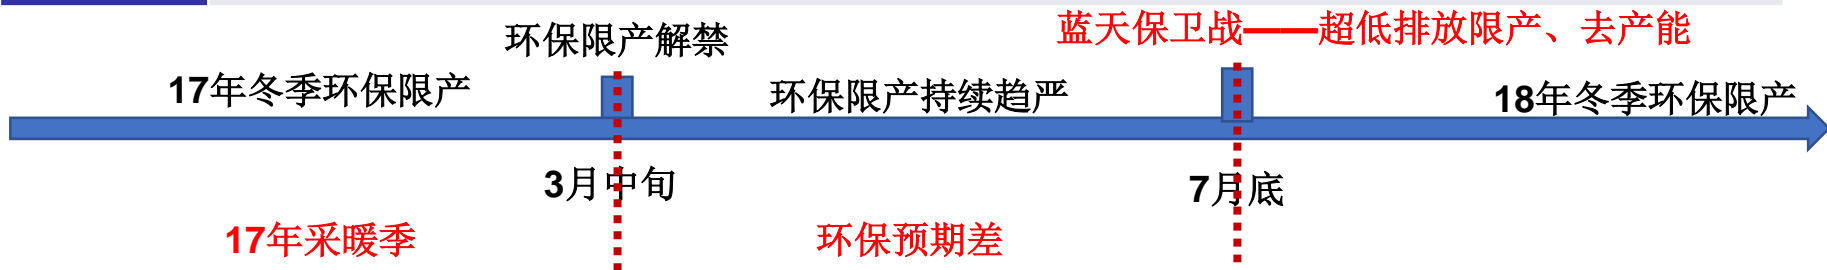 环保限产解禁
蓝天保卫战——超低排放限产、去产能
17年冬季环保限产
环保限产持续趋严
18年冬季环保限产
3月中旬
7月底
17年采暖季
环保预期差